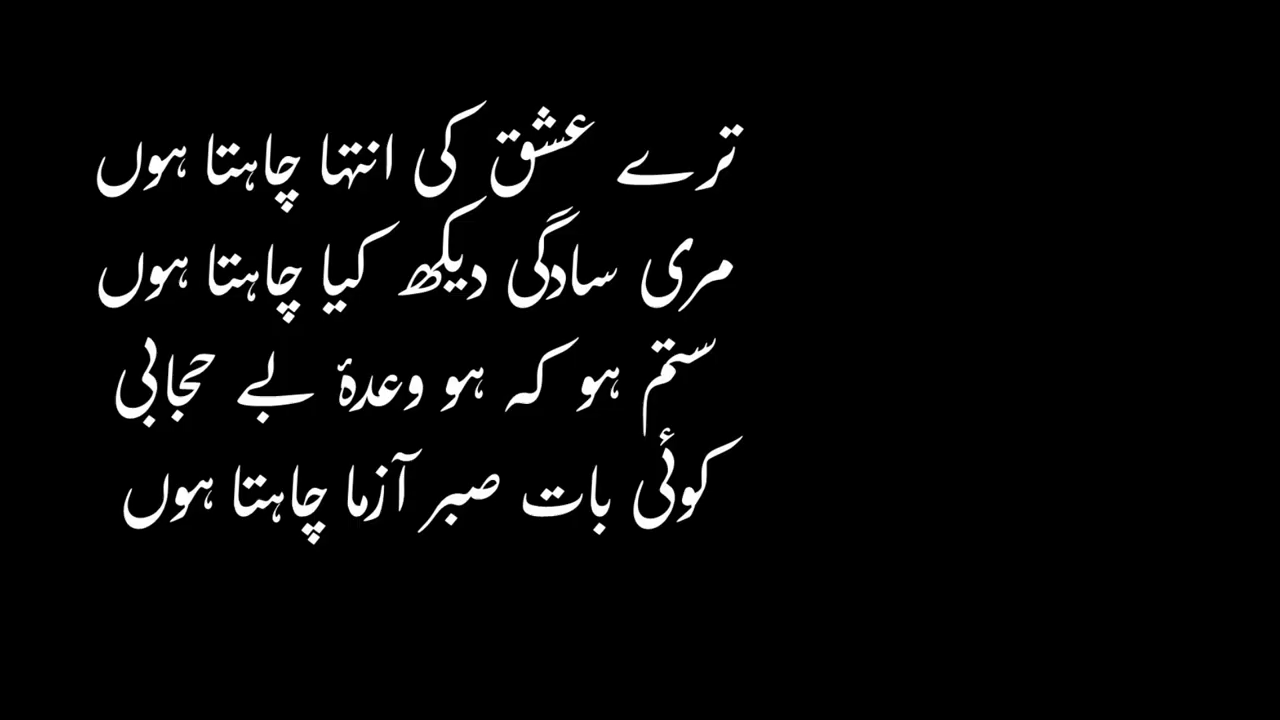 ترے عشق کی انتہا چاہتا ہوں
مری سادگی دیکھ کیا چاہتا ہوں
ستم ہو کہ ہو وعدۂ بے حجابی
کوئی بات صبر آزما چاہتا ہوں